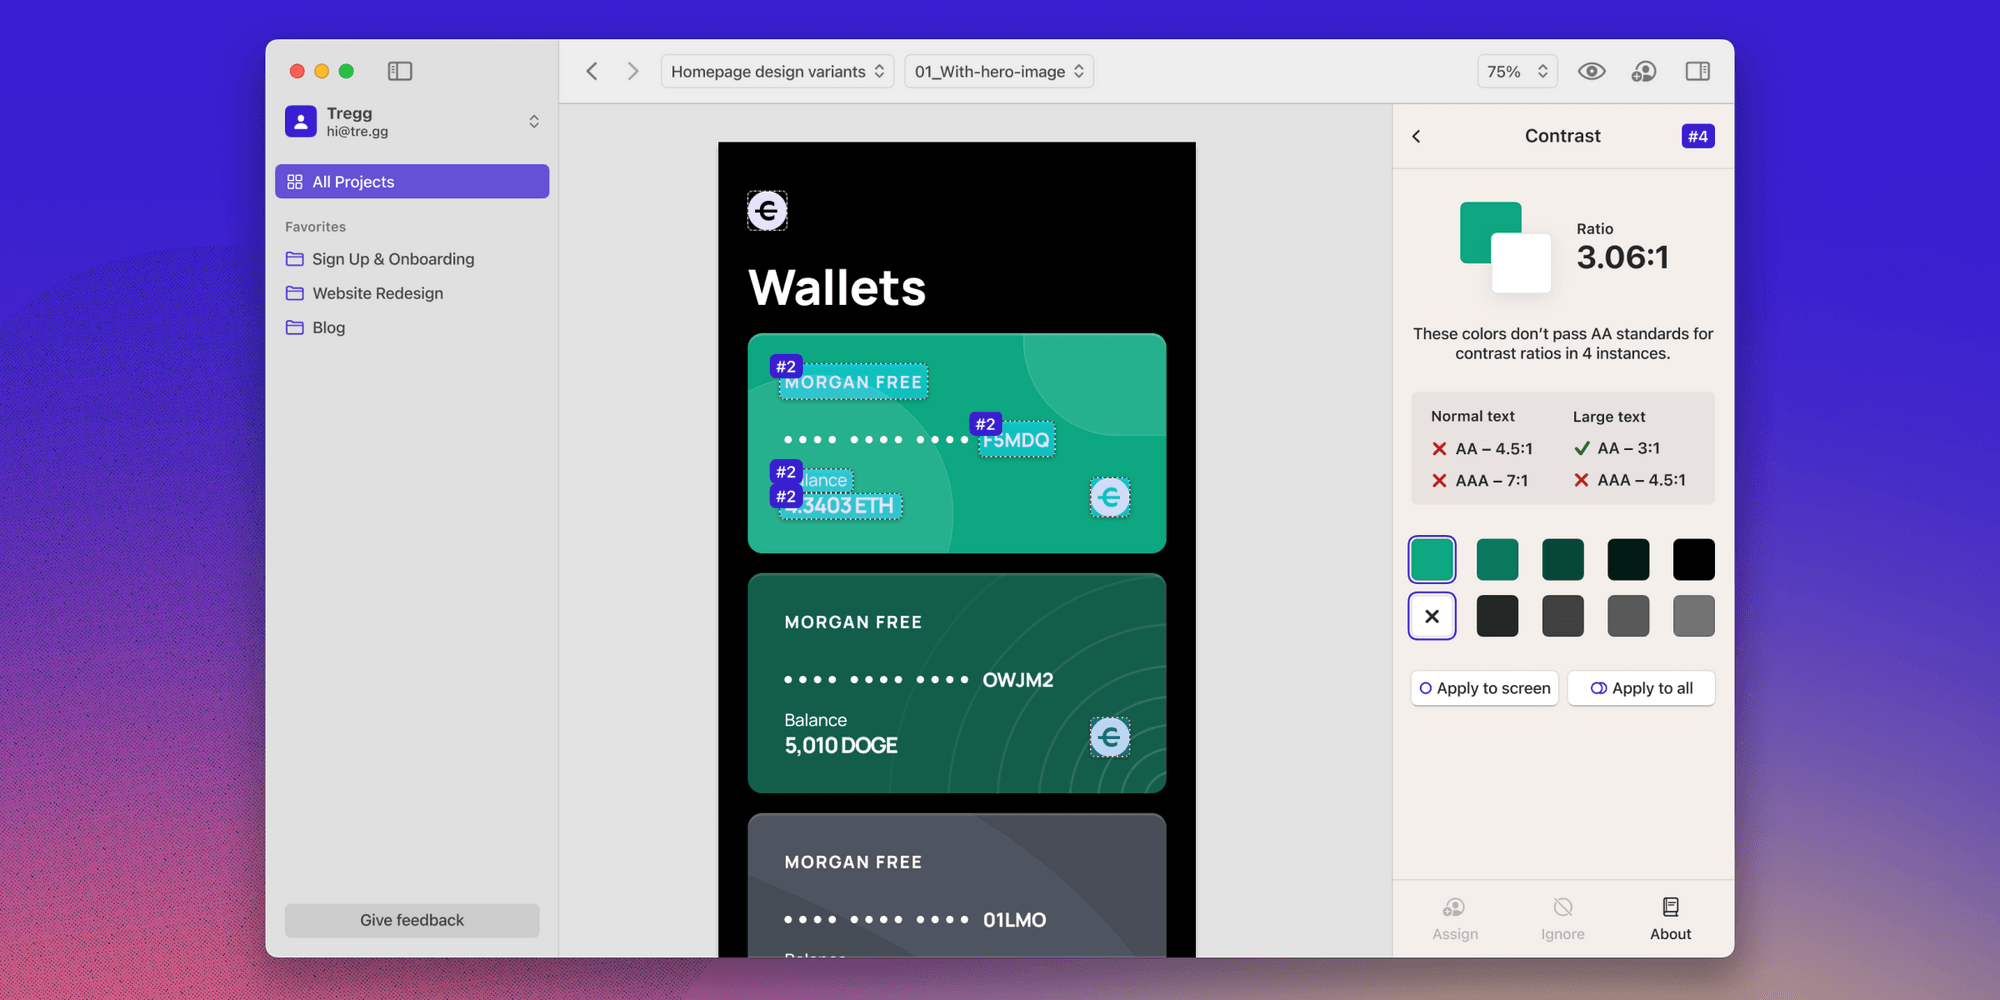 Tregg
hi@tre.gg
All Projects
Favorites
Sign Up & Onboarding
Website Redesign
Blog
Give feedback
Homepage design variants
01_With-hero-image
75%
Wallets
#2
MORGAN FREE
#2
F5MDQ
#2
lance
#2
4.3403 ETH
MORGAN FREE
OWJM2
Balance
5,010 DOGE
MORGAN FREE
01LMO
Contrast
#4
Ratio
3.06:1
These colors don't pass AA standards for
contrast ratios in 4 instances.
Normal text Large text
AA – 4.5:1 AA – 3:1
AAA – 7:1 AAA – 4.5:1
Apply to screen Apply to all
Assign Ignore About